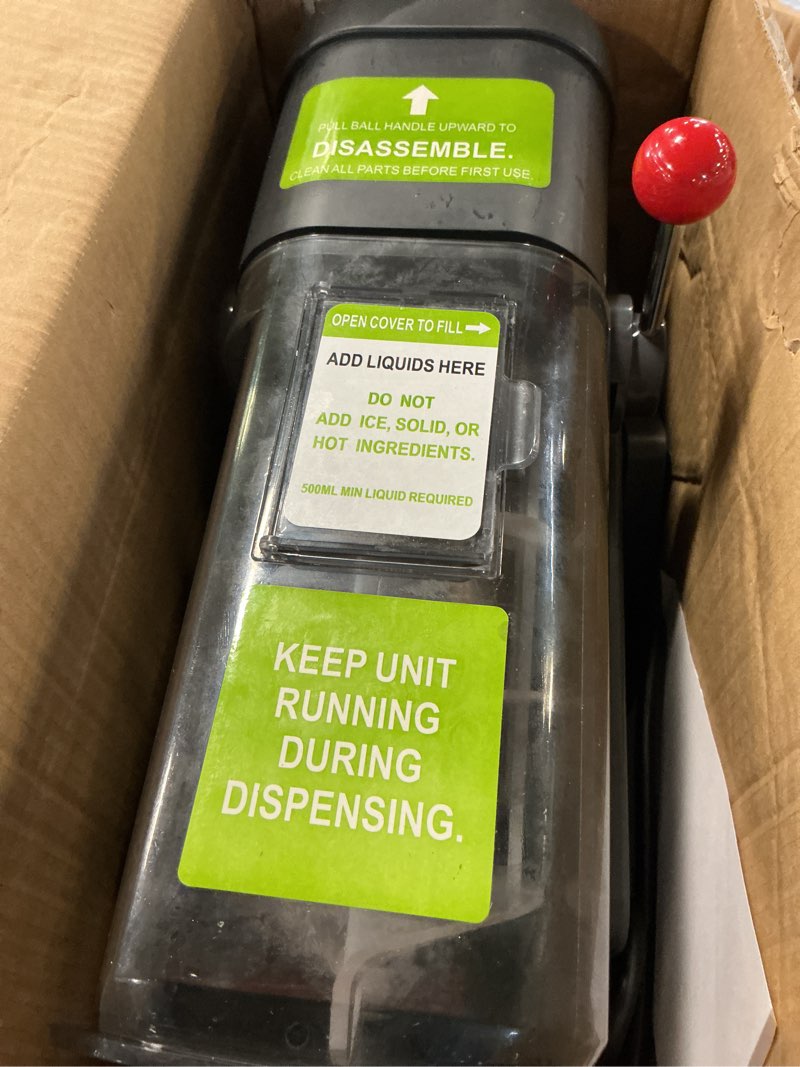 PULL BALL HANDLE UPWARD TO
DISASSEMBLE.
CLEAN ALL PARTS BEFORE FIRST USE.
OPEN COVER TO FILL
ADD LIQUIDS HERE
DO NOT
ADD ICE, SOLID, OR
HOT INGREDIENTS.
500ML MIN LIQUID REQUIRED
KEEP UNIT
RUNNING
DURING
DISPENSING.